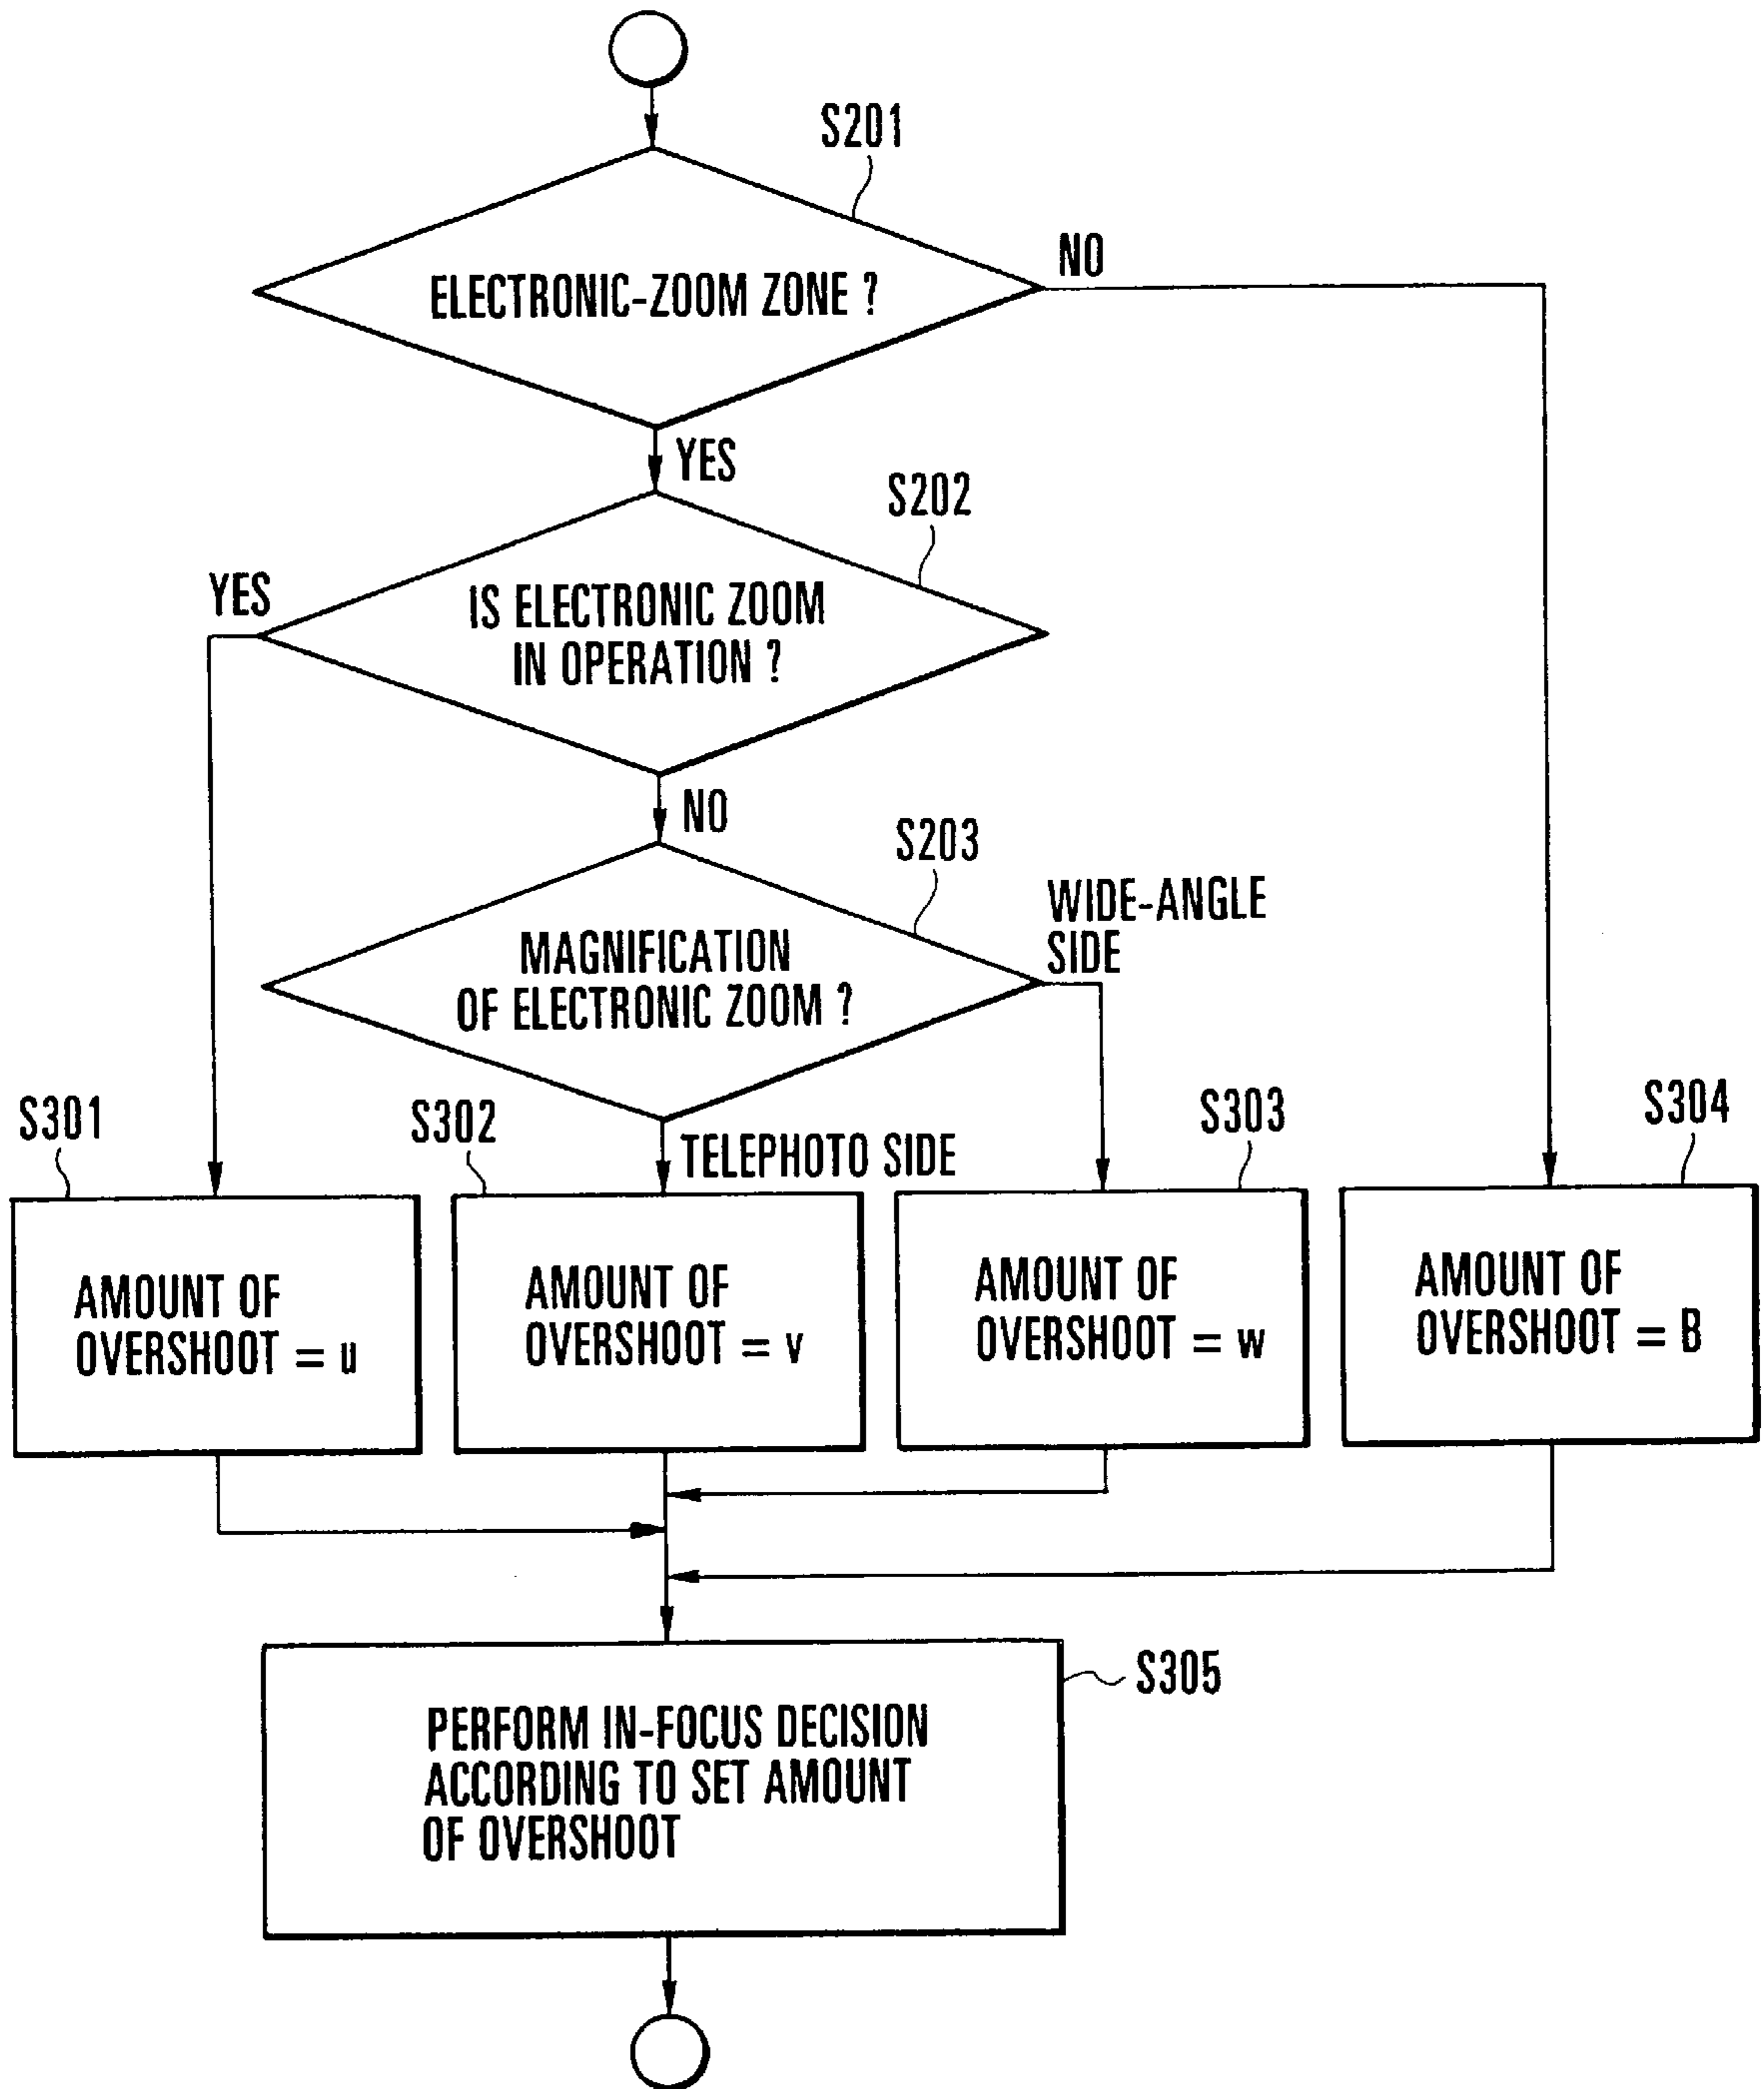 S201
ELECTRONIC-ZOOM ZONE ?
NO
YES
S202
YES
IS ELECTRONIC ZOOM
IN OPERATION ?
NO
S203
WIDE-ANGLE
SIDE
MAGNIFICATION
OF ELECTRONIC ZOOM ?
S301
S302
TELEPHOTO SIDE
S303
S304
AMOUNT OF
OVERSHOOT = u
AMOUNT OF
OVERSHOOT = v
AMOUNT OF
OVERSHOOT = w
AMOUNT OF
OVERSHOOT = B
S305
PERFORM IN-FOCUS DECISION
ACCORDING TO SET AMOUNT
OF OVERSHOOT